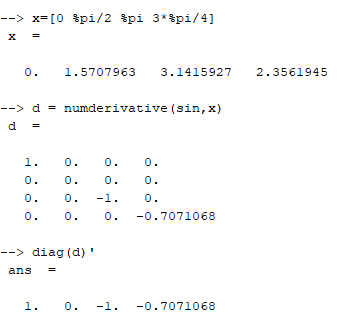 --> x=[0 %pi/2 %pi 3*%pi/4]
x =
0. 1.5707963 3.1415927 2.3561945
--> d = numderivative(sin,x)
d =
1. 0. 0. 0.
0. 0. 0. 0.
0. 0. -1. 0.
0. 0. 0. -0.7071068
--> diag(d)'
ans =
1. 0. -1. -0.7071068